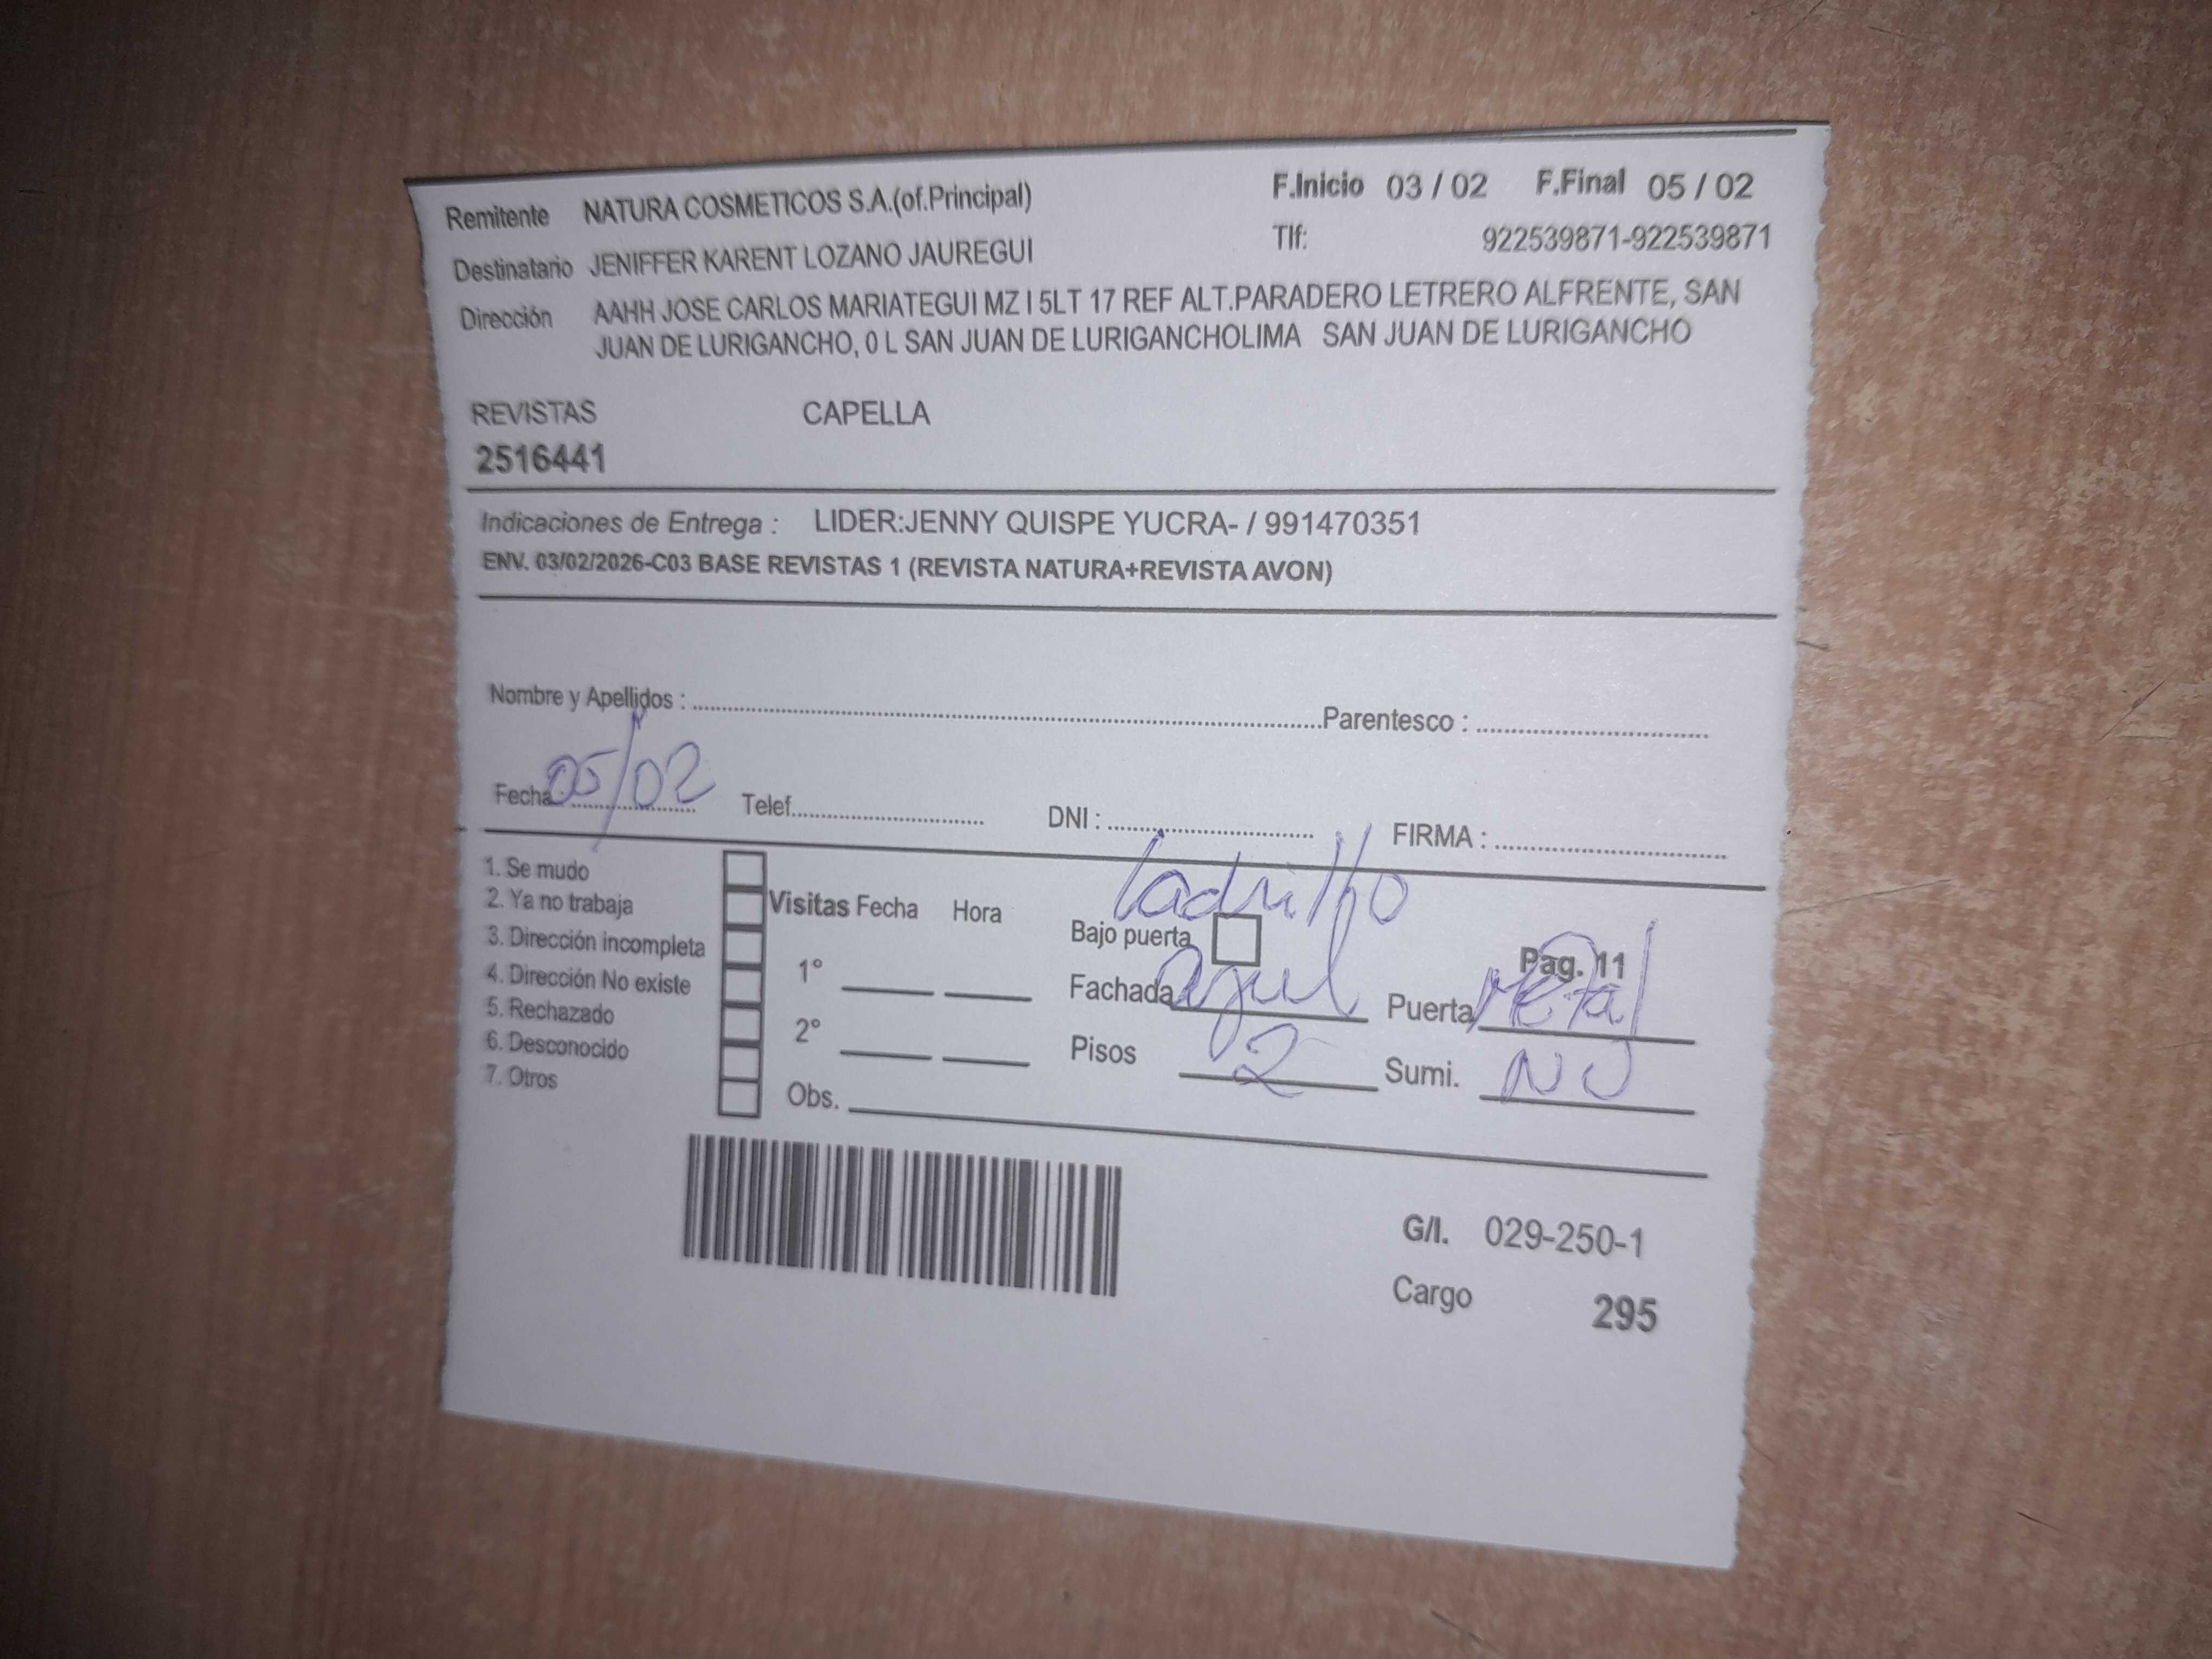 Remitente NATURA COSMETICOS S.A.(of.Principal) F.Inicio 03 / 02 F.Final 05 / 02
Destinatario JENIFFER KARENT LOZANO JAUREGUI Tlf: 922539871-922539871
Dirección AAHH JOSE CARLOS MARIATEGUI MZ I 5LT 17 REF ALT.PARADERO LETRERO ALFRENTE, SAN
JUAN DE LURIGANCHO, 0 L SAN JUAN DE LURIGANCHOLIMA SAN JUAN DE LURIGANCHO
REVISTAS CAPELLA
2516441
Indicaciones de Entrega : LIDER:JENNY QUISPE YUCRA- / 991470351
ENV. 03/02/2026-C03 BASE REVISTAS 1 (REVISTA NATURA+REVISTA AVON)
Nombre y Apellidos : Parentesco :
Fecha : 05/02 Telef. DNI : FIRMA :
1. Se mudo
2. Ya no trabaja
3. Dirección incompleta
4. Dirección No existe
5. Rechazado
6. Desconocido
7. Otros
Visitas Fecha Hora
1°
2°
Obs.
ladrillo
Bajo puerta Pag. 11
Fachada azul Puerta metal
Pisos 2 Sumi. NO
G/I. 029-250-1
Cargo 295